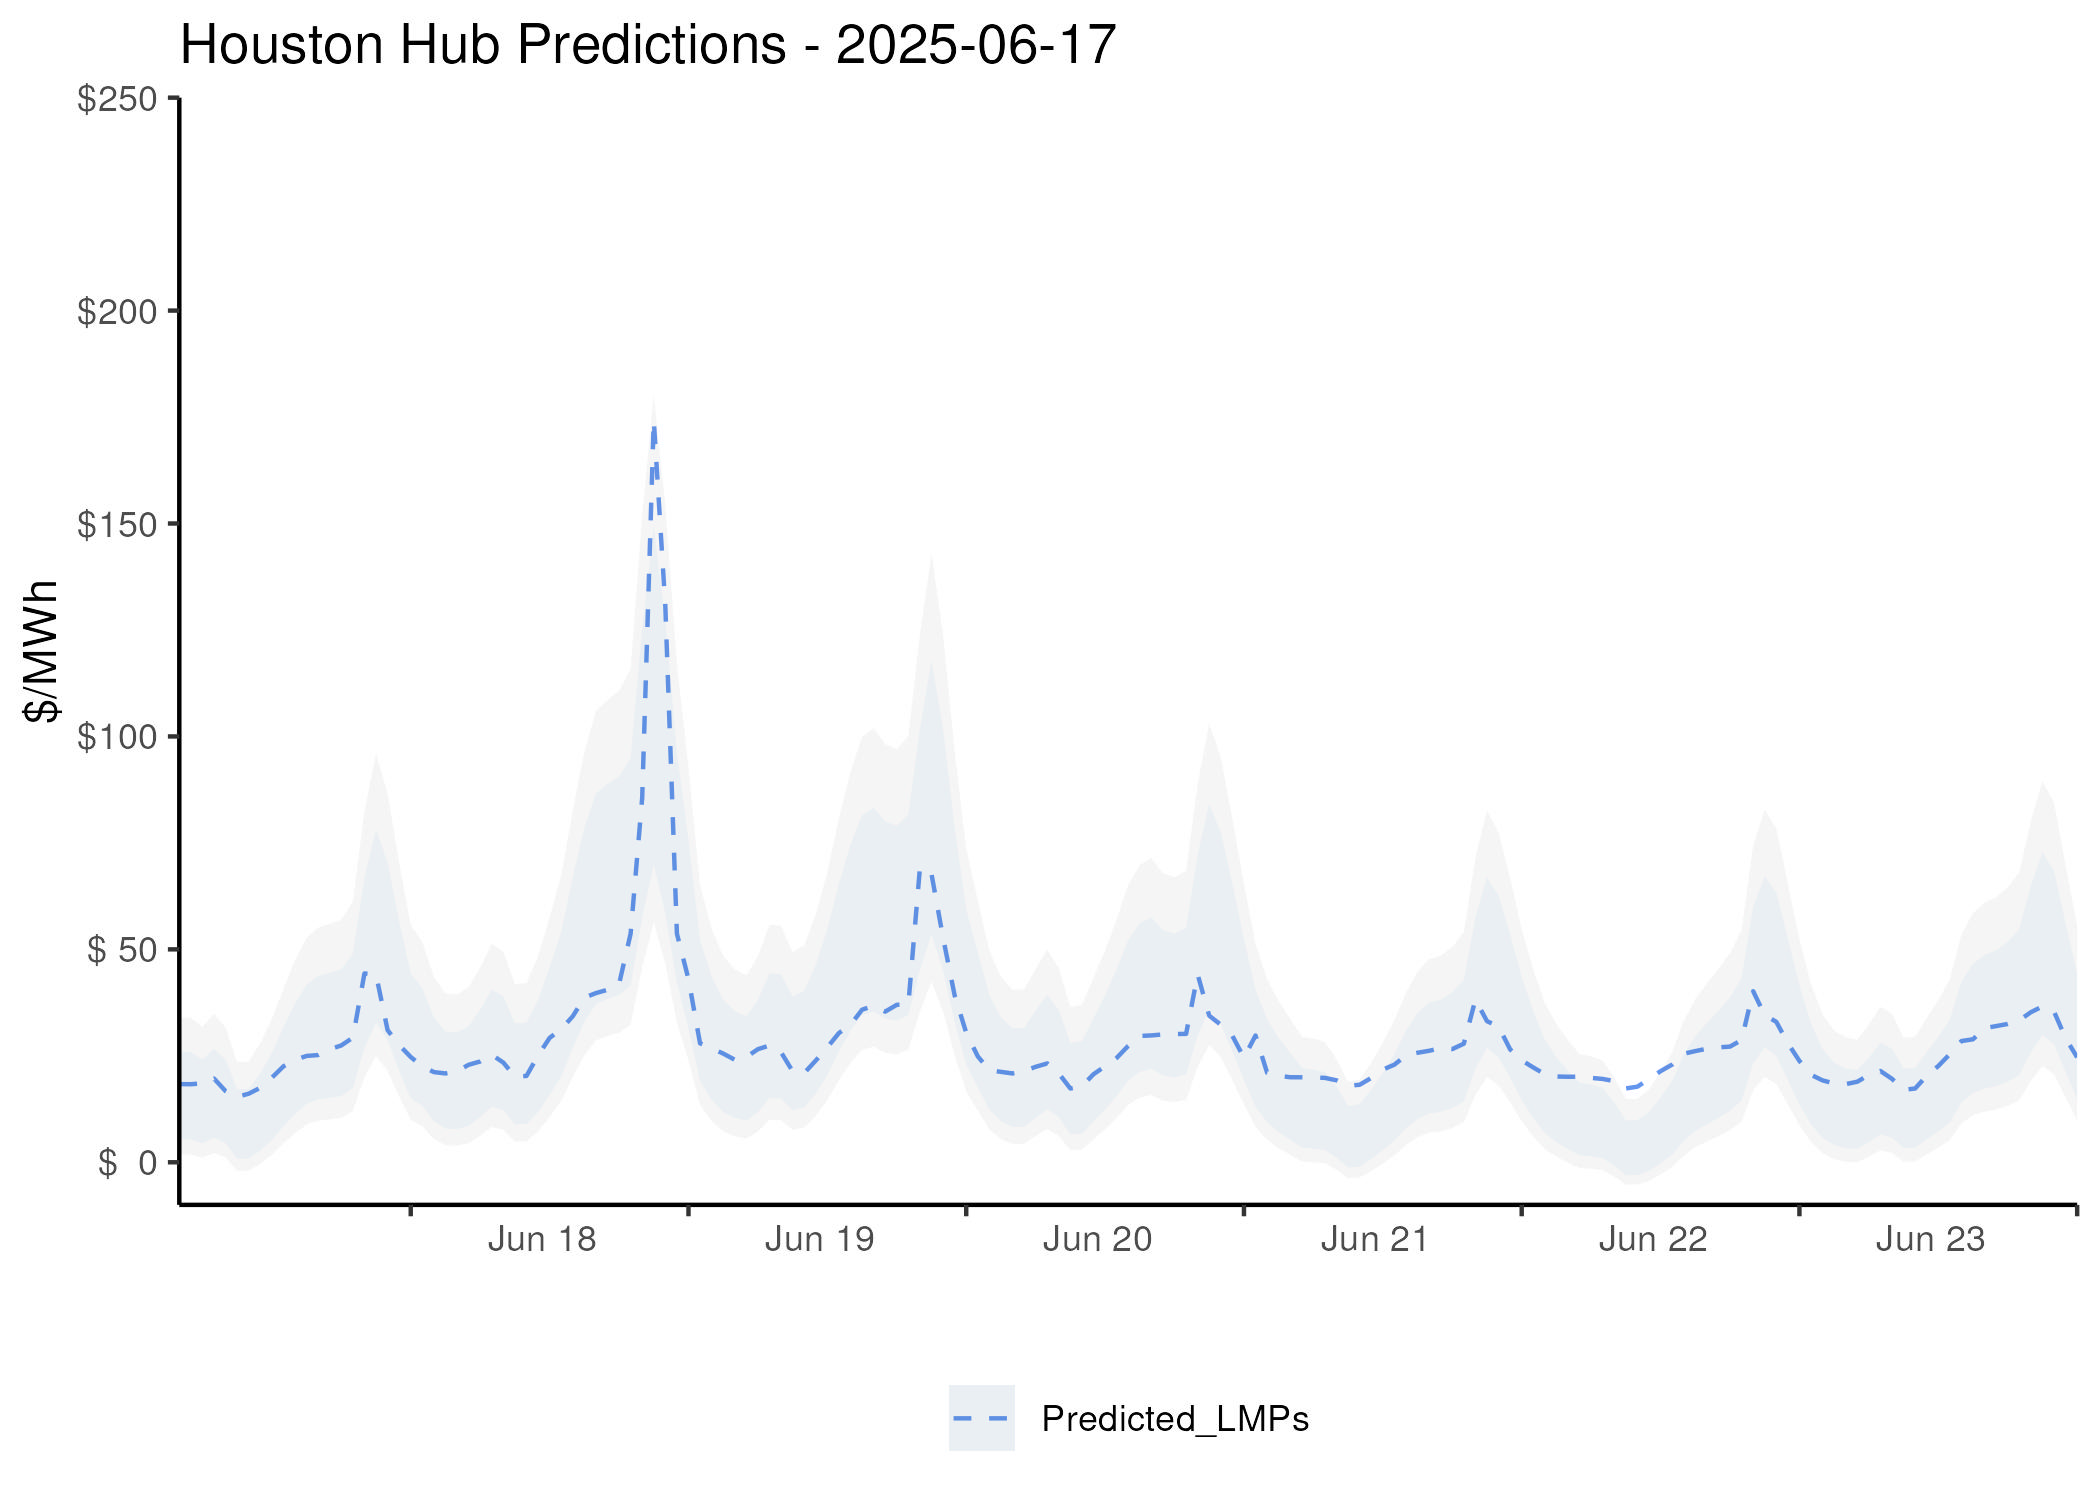 Houston Hub Predictions - 2025-06-17
$250
$200
$150
$100
$ 50
$  0
$/MWh
Jun 18
Jun 19
Jun 20
Jun 21
Jun 22
Jun 23
Predicted_LMPs